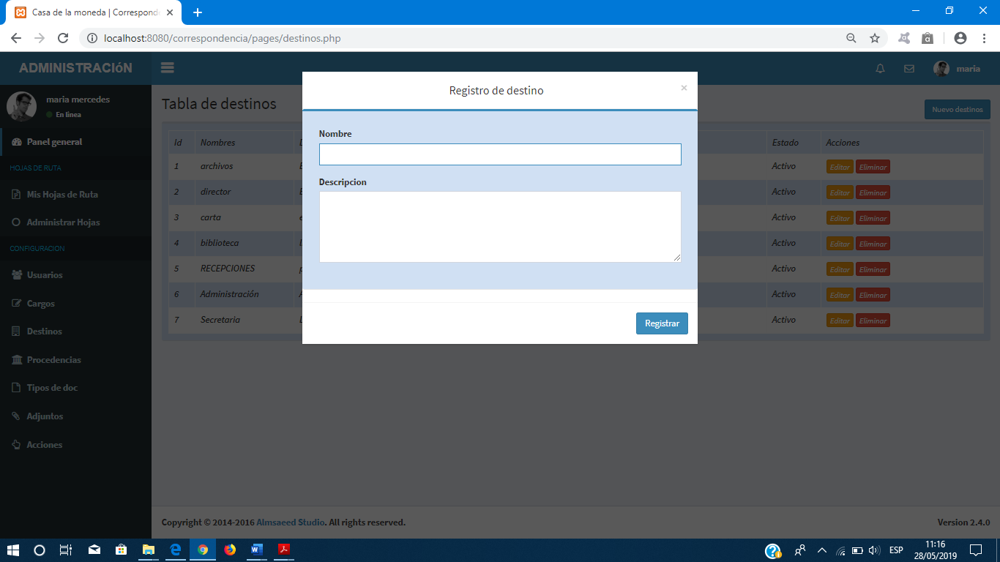 Casa de la moneda | Correspond
localhost:8080/correspondencia/pages/destinos.php
ADMINISTRACIóN
maria
maria mercedes
En linea
Panel general
HOJAS DE RUTA
Mis Hojas de Ruta
Administrar Hojas
CONFIGURACION
Usuarios
Cargos
Destinos
Procedencias
Tipos de doc
Adjuntos
Acciones
Tabla de destinos
Nuevo destinos
Id Nombres Estado Acciones
1 archivos Activo Editar Eliminar
2 director Activo Editar Eliminar
3 carta Activo Editar Eliminar
4 biblioteca Activo Editar Eliminar
5 RECEPCIONES Activo Editar Eliminar
6 Administración Activo Editar Eliminar
7 Secretaria Activo Editar Eliminar
Registro de destino
×
Nombre
Descripcion
Registrar
Copyright © 2014-2016 Almsaeed Studio. All rights reserved.
Version 2.4.0
ESP
11:16
28/05/2019